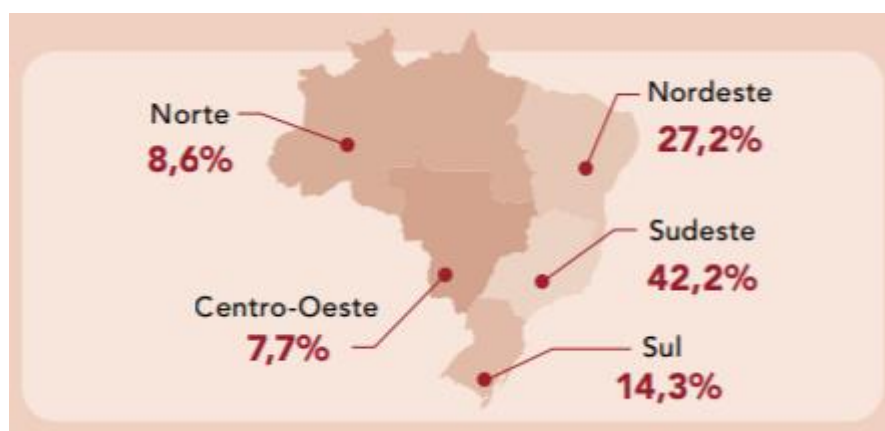 Norte
8,6%
Nordeste
27,2%
Sudeste
42,2%
Centro-Oeste
7,7%
Sul
14,3%